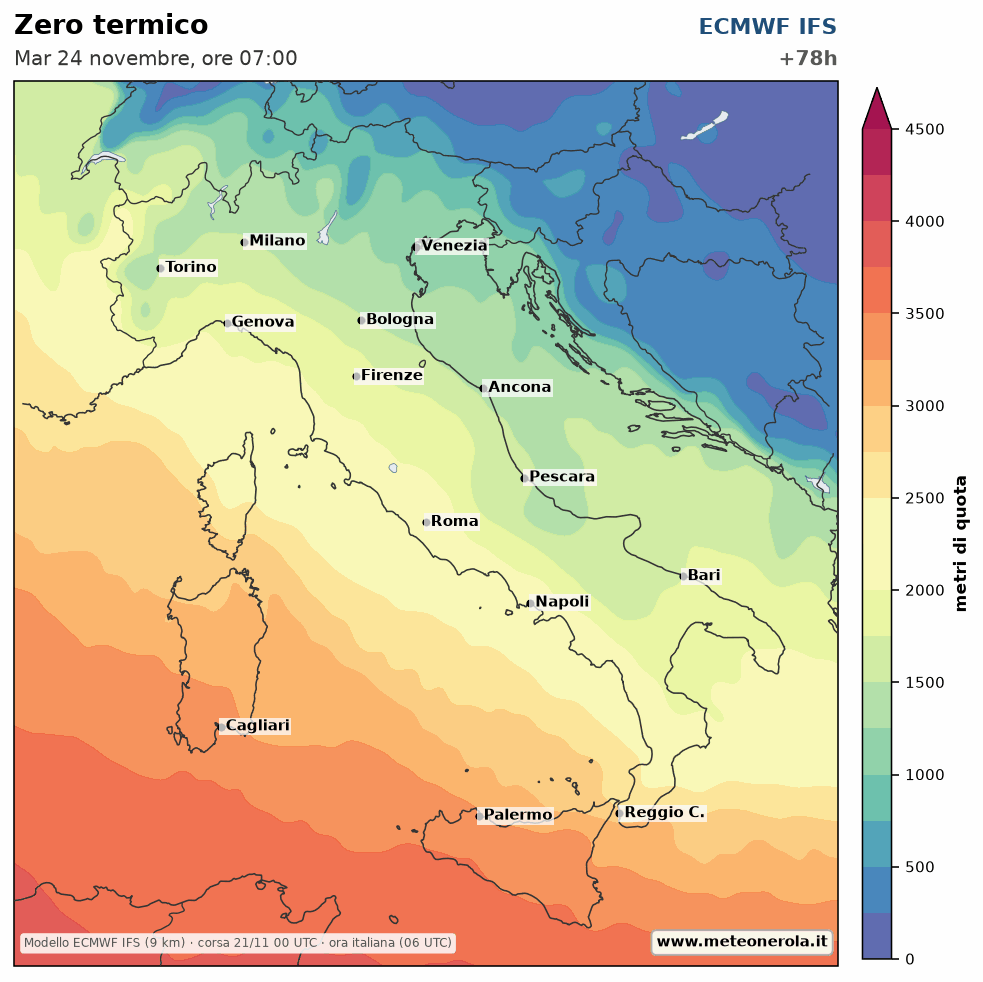 Zero termico
ECMWF IFS
Mar 24 novembre, ore 07:00
+78h
4500
4000
3500
3000
2500
2000
1500
1000
500
0
metri di quota
Milano
Venezia
Torino
Genova
Bologna
Firenze
Ancona
Pescara
Roma
Bari
Napoli
Cagliari
Palermo
Reggio C.
Modello ECMWF IFS (9 km) · corsa 21/11 00 UTC · ora italiana (06 UTC)
www.meteonerola.it